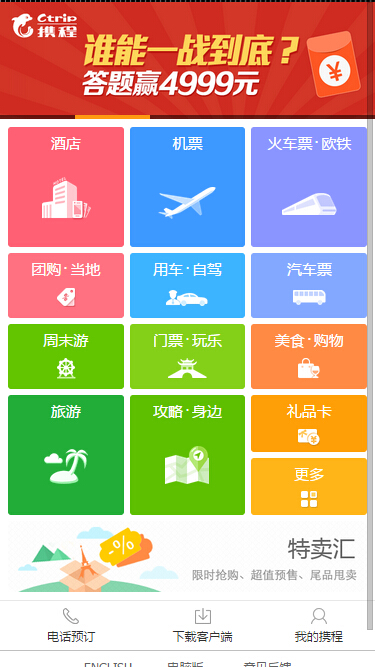 Ctrip
携程
谁能一战到底？
答题赢4999元
¥
酒店
机票
火车票·欧铁
团购·当地
用车·自驾
汽车票
周末游
门票·玩乐
美食·购物
旅游
攻略·身边
礼品卡
更多
特卖汇
限时抢购、超值预售、尾品甩卖
电话预订
下载客户端
我的携程
ENGLISH
电脑版
意见反馈